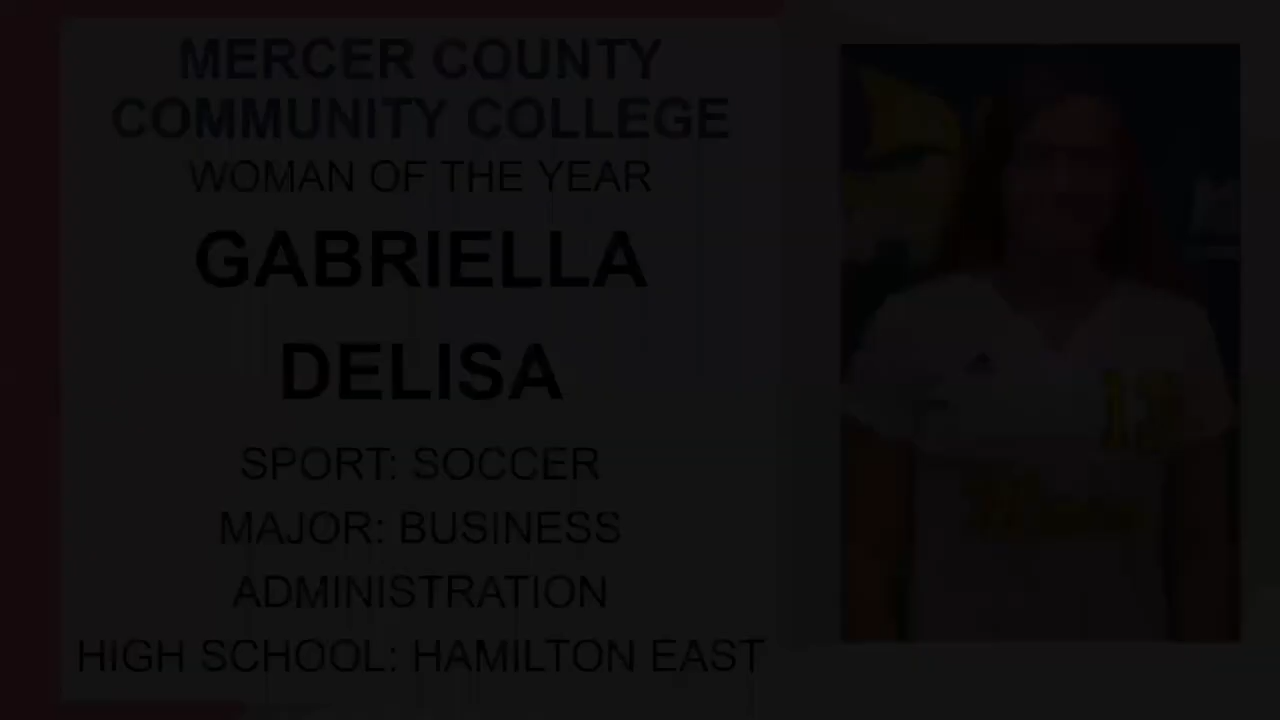 MERCER COUNTY
COMMUNITY COLLEGE
WOMAN OF THE YEAR
GABRIELLA
DELISA
SPORT: SOCCER
MAJOR: BUSINESS
ADMINISTRATION
HIGH SCHOOL: HAMILTON EAST
12